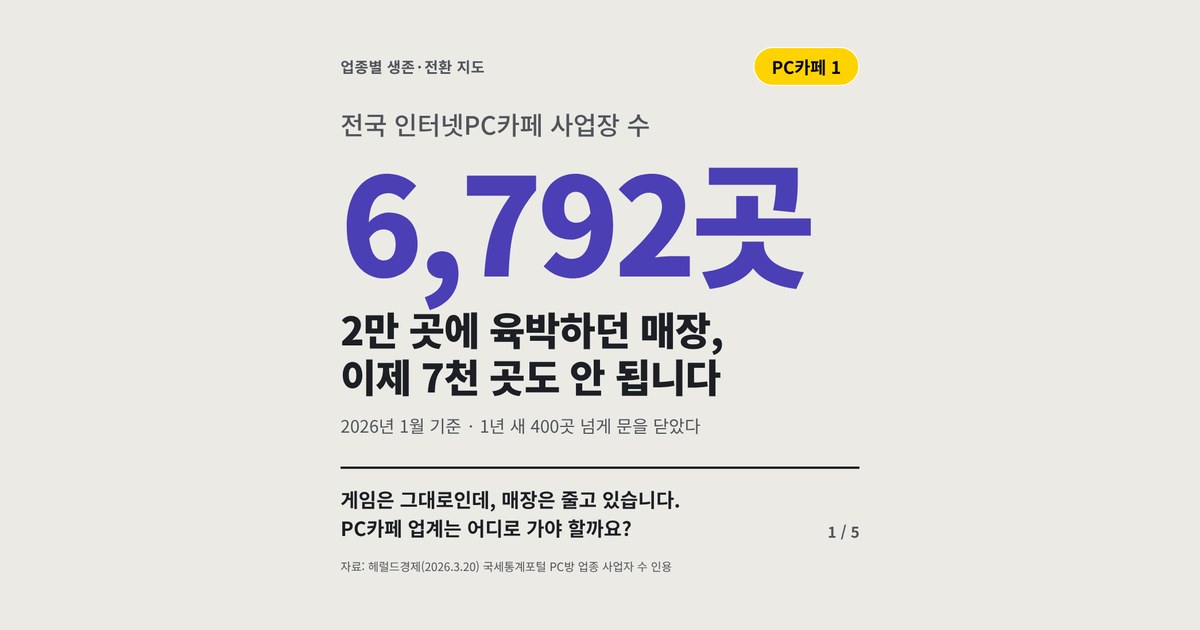 업종별 생존·전환 지도
PC카페 1
전국 인터넷PC카페 사업장 수
6,792곳
2만 곳에 육박하던 매장,
이제 7천 곳도 안 됩니다
2026년 1월 기준 · 1년 새 400곳 넘게 문을 닫았다
게임은 그대로인데, 매장은 줄고 있습니다.
PC카페 업계는 어디로 가야 할까요?
1 / 5
자료: 헤럴드경제(2026.3.20) 국세통계포털 PC방 업종 사업자 수 인용